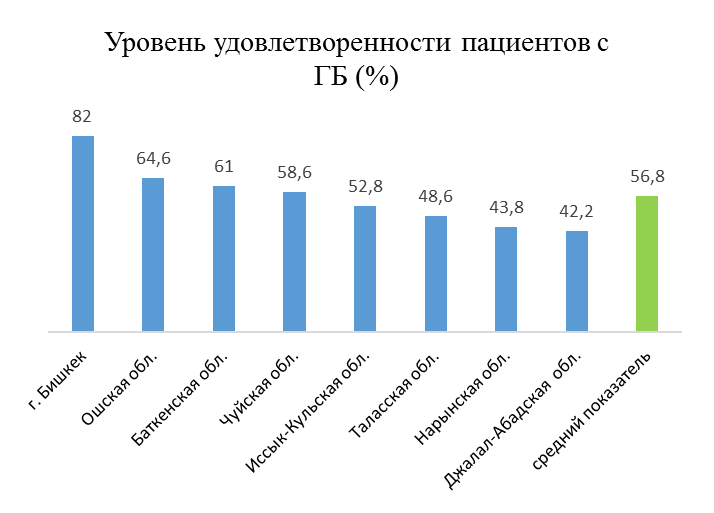 Уровень удовлетворенности пациентов с
ГБ (%)
82
64,6
61
58,6
52,8
48,6
43,8
42,2
56,8
г. Бишкек
Ошская обл.
Баткенская обл.
Чуйская обл.
Иссык-Кульская обл.
Таласская обл.
Нарынская обл.
Джалал-Абадская обл.
средний показатель